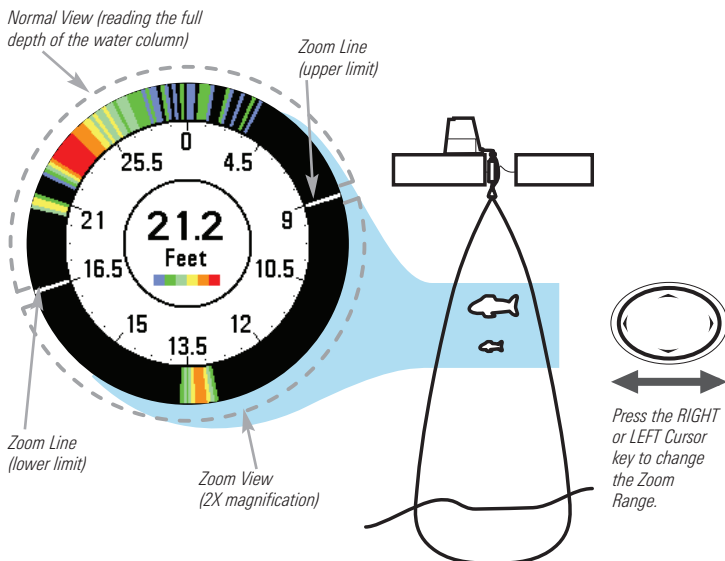 Normal View (reading the full
depth of the water column)
Zoom Line
(upper limit)
0
4.5
9
10.5
12
13.5
15
16.5
21
25.5
21.2
Feet
Zoom Line
(lower limit)
Zoom View
(2X magnification)
Press the RIGHT
or LEFT Cursor
key to change
the Zoom
Range.